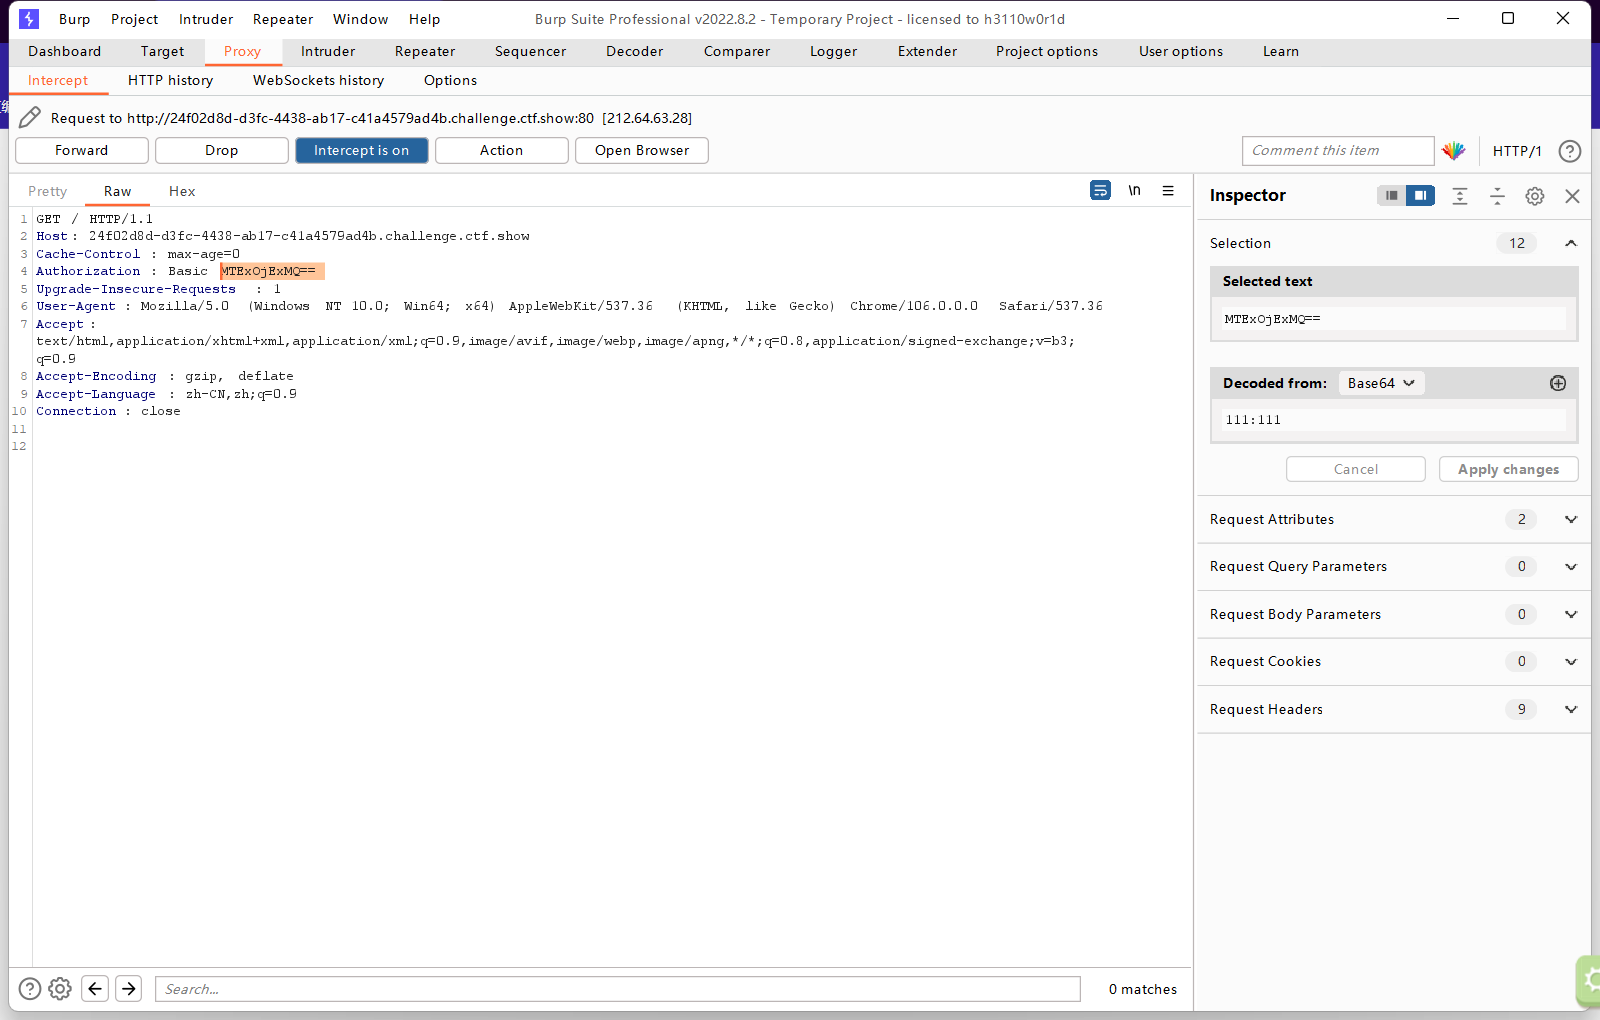 Burp Project Intruder Repeater Window Help Burp Suite Professional v2022.8.2 - Temporary Project - licensed to h3110w0r1d
Dashboard Target Proxy Intruder Repeater Sequencer Decoder Comparer Logger Extender Project options User options Learn
Intercept HTTP history WebSockets history Options
Request to http://24f02d8d-d3fc-4438-ab17-c41a4579ad4b.challenge.ctf.show:80 [212.64.63.28]
Forward Drop Intercept is on Action Open Browser Comment this item HTTP/1 ?
Pretty Raw Hex \n
1 GET / HTTP/1.1
2 Host: 24f02d8d-d3fc-4438-ab17-c41a4579ad4b.challenge.ctf.show
3 Cache-Control : max-age=0
4 Authorization : Basic MTExOjExMQ==
5 Upgrade-Insecure-Requests : 1
6 User-Agent : Mozilla/5.0 (Windows NT 10.0; Win64; x64) AppleWebKit/537.36 (KHTML, like Gecko) Chrome/106.0.0.0 Safari/537.36
7 Accept :
text/html,application/xhtml+xml,application/xml;q=0.9,image/avif,image/webp,image/apng,*/*;q=0.8,application/signed-exchange;v=b3;
q=0.9
8 Accept-Encoding : gzip, deflate
9 Accept-Language : zh-CN,zh;q=0.9
10 Connection : close
11
12
Inspector
Selection 12
Selected text
MTExOjExMQ==
Decoded from: Base64
111:111
Cancel Apply changes
Request Attributes 2
Request Query Parameters 0
Request Body Parameters 0
Request Cookies 0
Request Headers 9
? Search... 0 matches